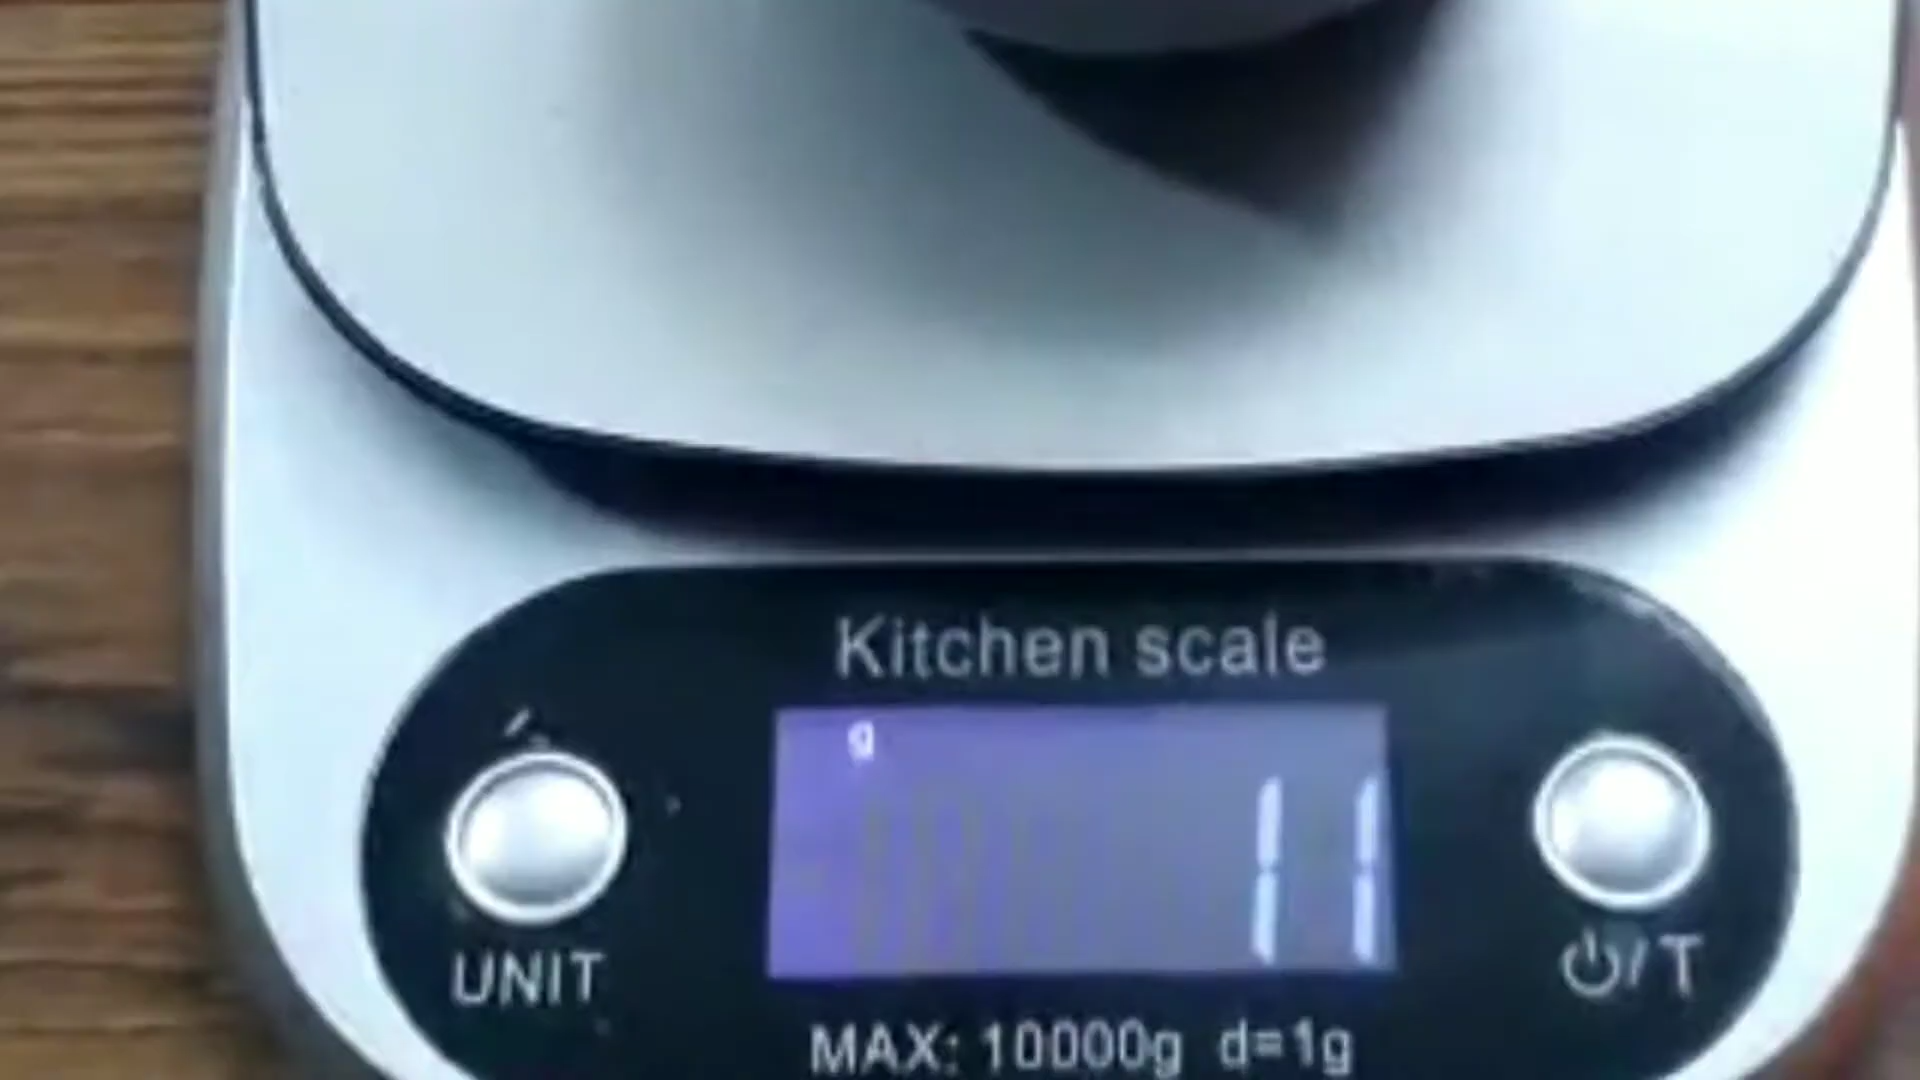 Kitchen scale
g
11
UNIT
⏻/T
MAX: 10000g d=1g